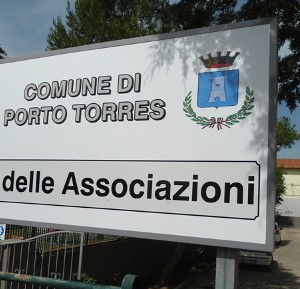 COMUNE DI
PORTO TORRES
delle Associazioni